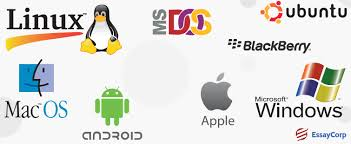 Linux
MS
DOS
ubuntu
BlackBerry
Mac OS
ANDROID
Apple
Microsoft
Windows
EssayCorp